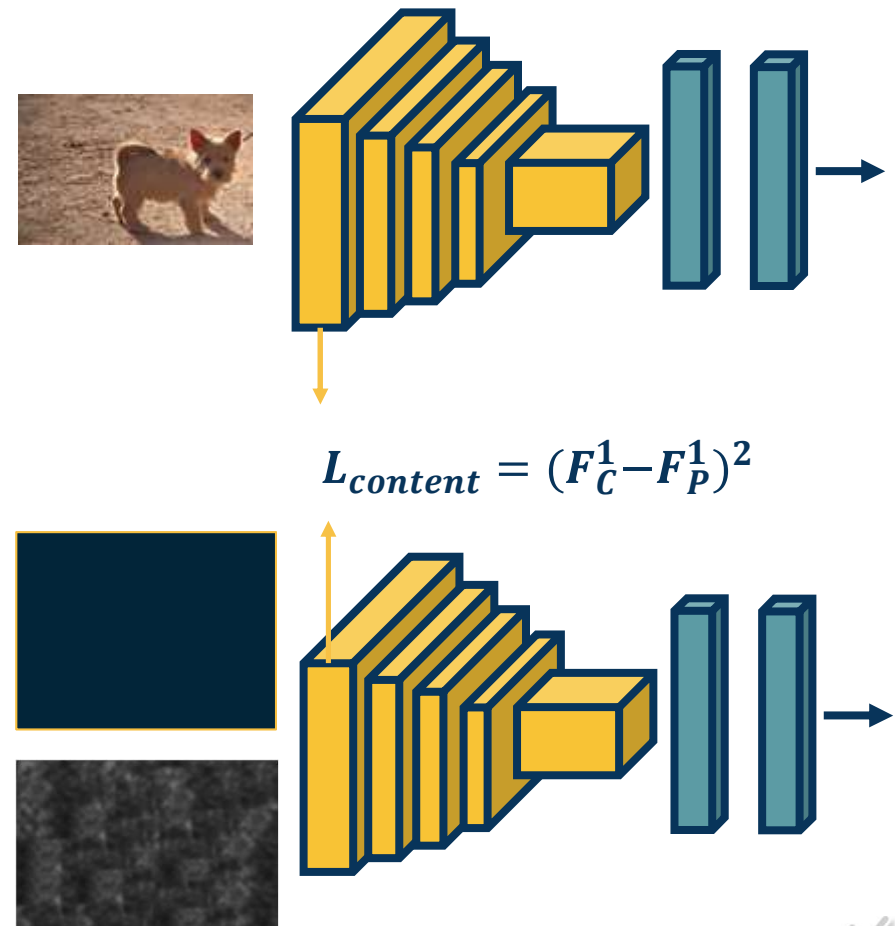 L_content = (F_C^1 − F_P^1)^2